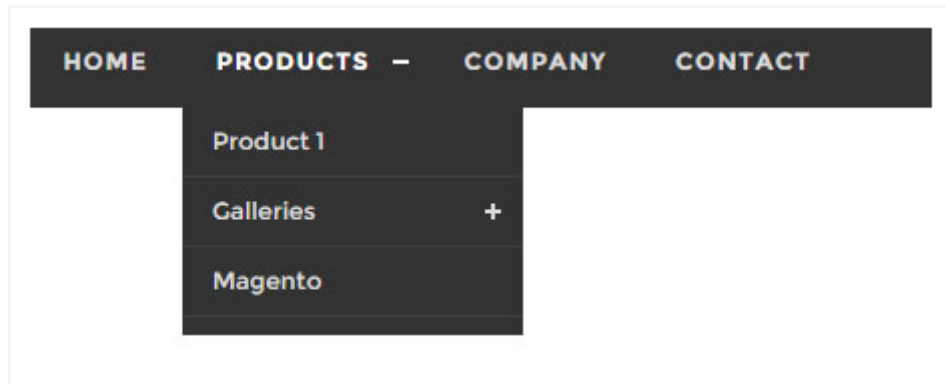 HOME PRODUCTS – COMPANY CONTACT
Product 1
Galleries +
Magento